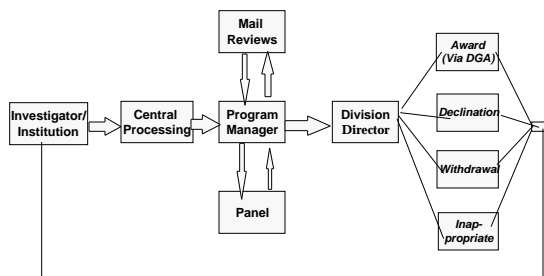 Mail
Reviews
Investigator/
Institution
Central
Processing
Program
Manager
Panel
Division
Director
Award
(Via DGA)
Declination
Withdrawal
Inap-
propriate